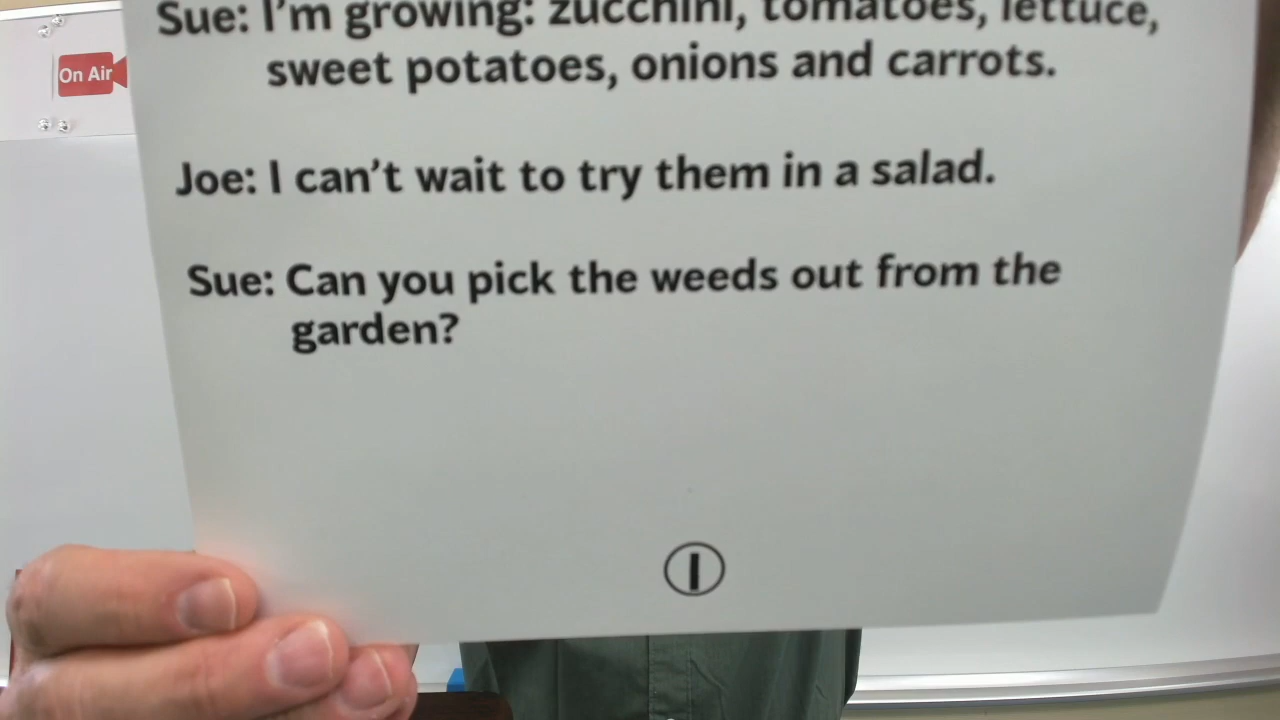 On Air
Sue: I'm growing: zucchini, tomatoes, lettuce,
sweet potatoes, onions and carrots.
Joe: I can't wait to try them in a salad.
Sue: Can you pick the weeds out from the
garden?
1